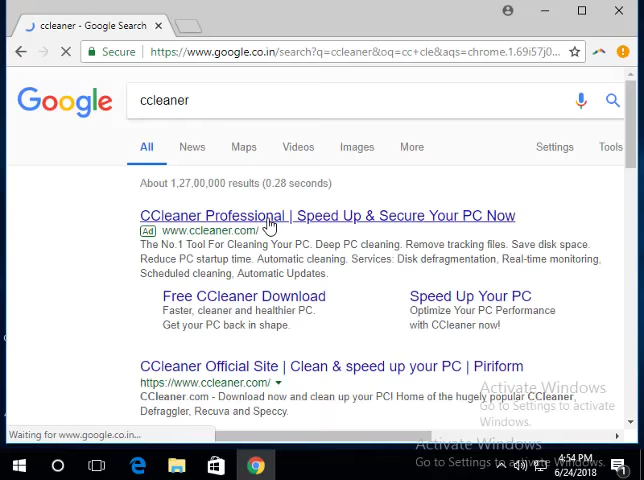 ccleaner - Google Search
Secure https://www.google.co.in/search?q=ccleaner&oq=cc+cle&aqs=chrome.1.69i57j0...
Google
ccleaner
All News Maps Videos Images More Settings Tools
About 1,27,00,000 results (0.28 seconds)
CCleaner Professional | Speed Up & Secure Your PC Now
Ad www.ccleaner.com/
The No.1 Tool For Cleaning Your PC. Deep PC cleaning. Remove tracking files. Save disk space.
Reduce PC startup time. Automatic cleaning. Services: Disk defragmentation, Real-time monitoring,
Scheduled cleaning, Automatic Updates.
Free CCleaner Download
Faster, cleaner and healthier PC.
Get your PC back in shape.
Speed Up Your PC
Optimize Your PC Performance
with CCleaner now!
CCleaner Official Site | Clean & speed up your PC | Piriform
https://www.ccleaner.com/
CCleaner.com - Download now and clean up your PC! Home of the hugely popular CCleaner,
Defraggler, Recuva and Speccy.
Activate Windows
Go to Settings to activate
Windows.
Waiting for www.google.co.in...
Activate Windows
Go to Settings to activate Windows.
4:54 PM
6/24/2018
1